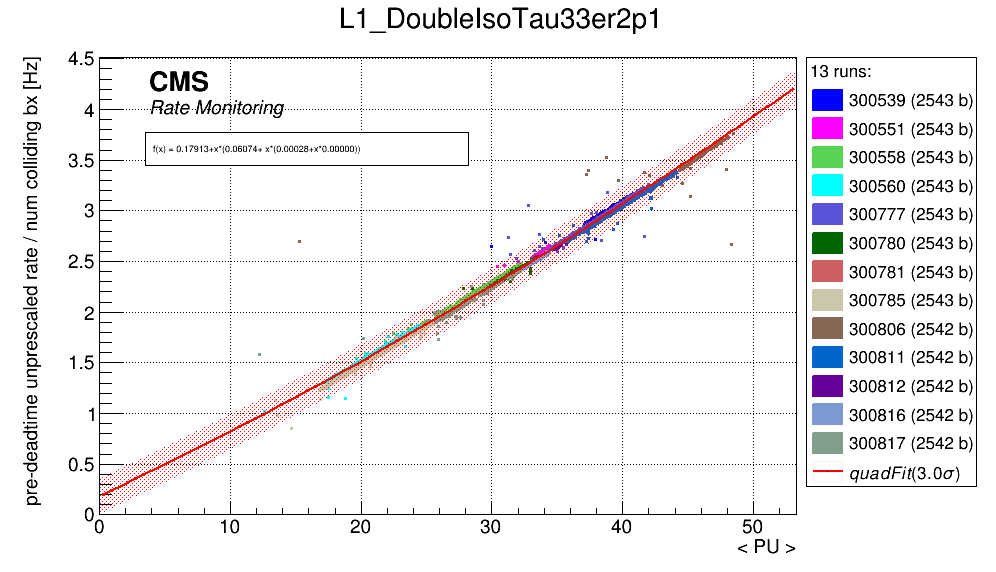 L1_DoubleIsoTau33er2p1
pre-deadtime unprescaled rate / num colliding bx [Hz]
CMS
Rate Monitoring
f(x) = 0.17913+x*(0.06074+ x*(0.00028+x*0.00000))
4.5
4
3.5
3
2.5
2
1.5
1
0.5
0
0
10
20
30
40
50
< PU >
13 runs:
300539 (2543 b)
300551 (2543 b)
300558 (2543 b)
300560 (2543 b)
300777 (2543 b)
300780 (2543 b)
300781 (2543 b)
300785 (2543 b)
300806 (2542 b)
300811 (2542 b)
300812 (2542 b)
300816 (2542 b)
300817 (2542 b)
quadFit(3.0σ)